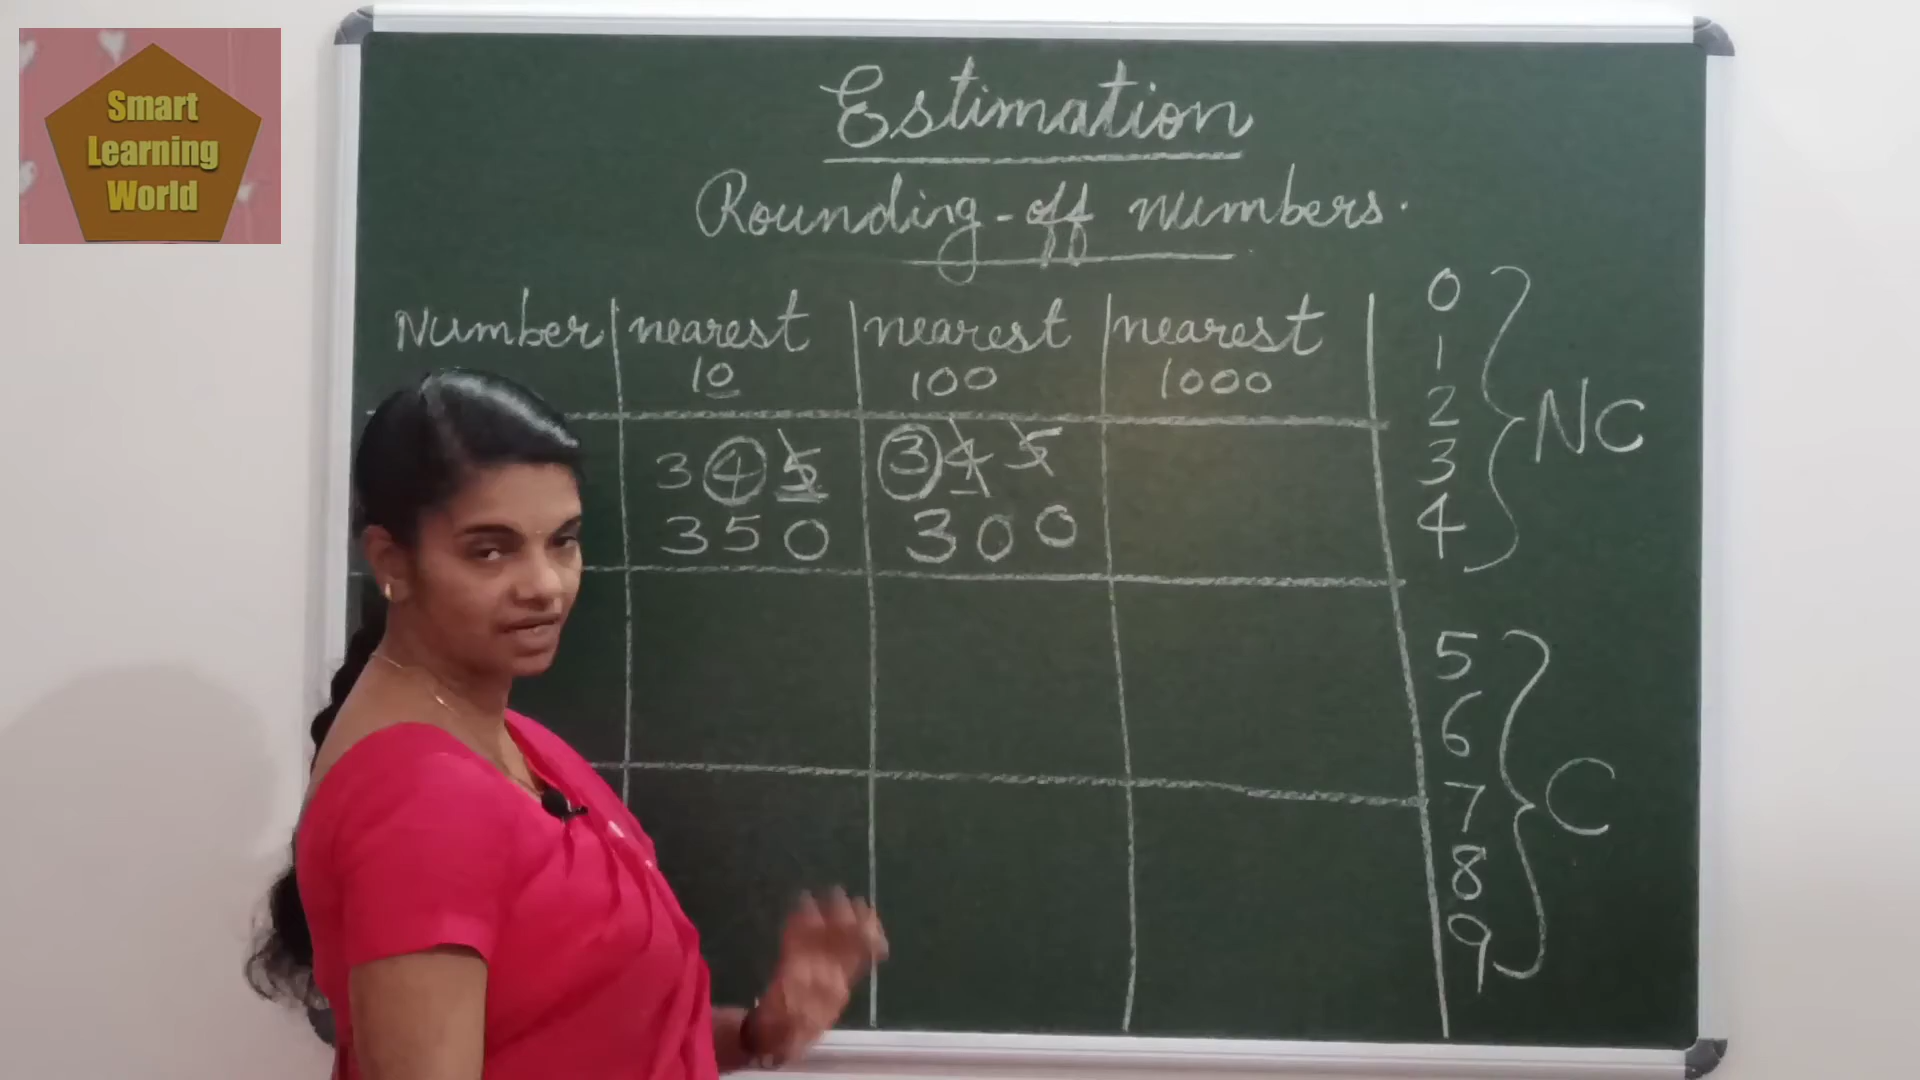 Smart
Learning
World
Estimation
Rounding-off numbers.
Number nearest 10 nearest 100 nearest 1000
345 345
350 300
0
1
2
3
4
NC
5
6
7
8
9
C